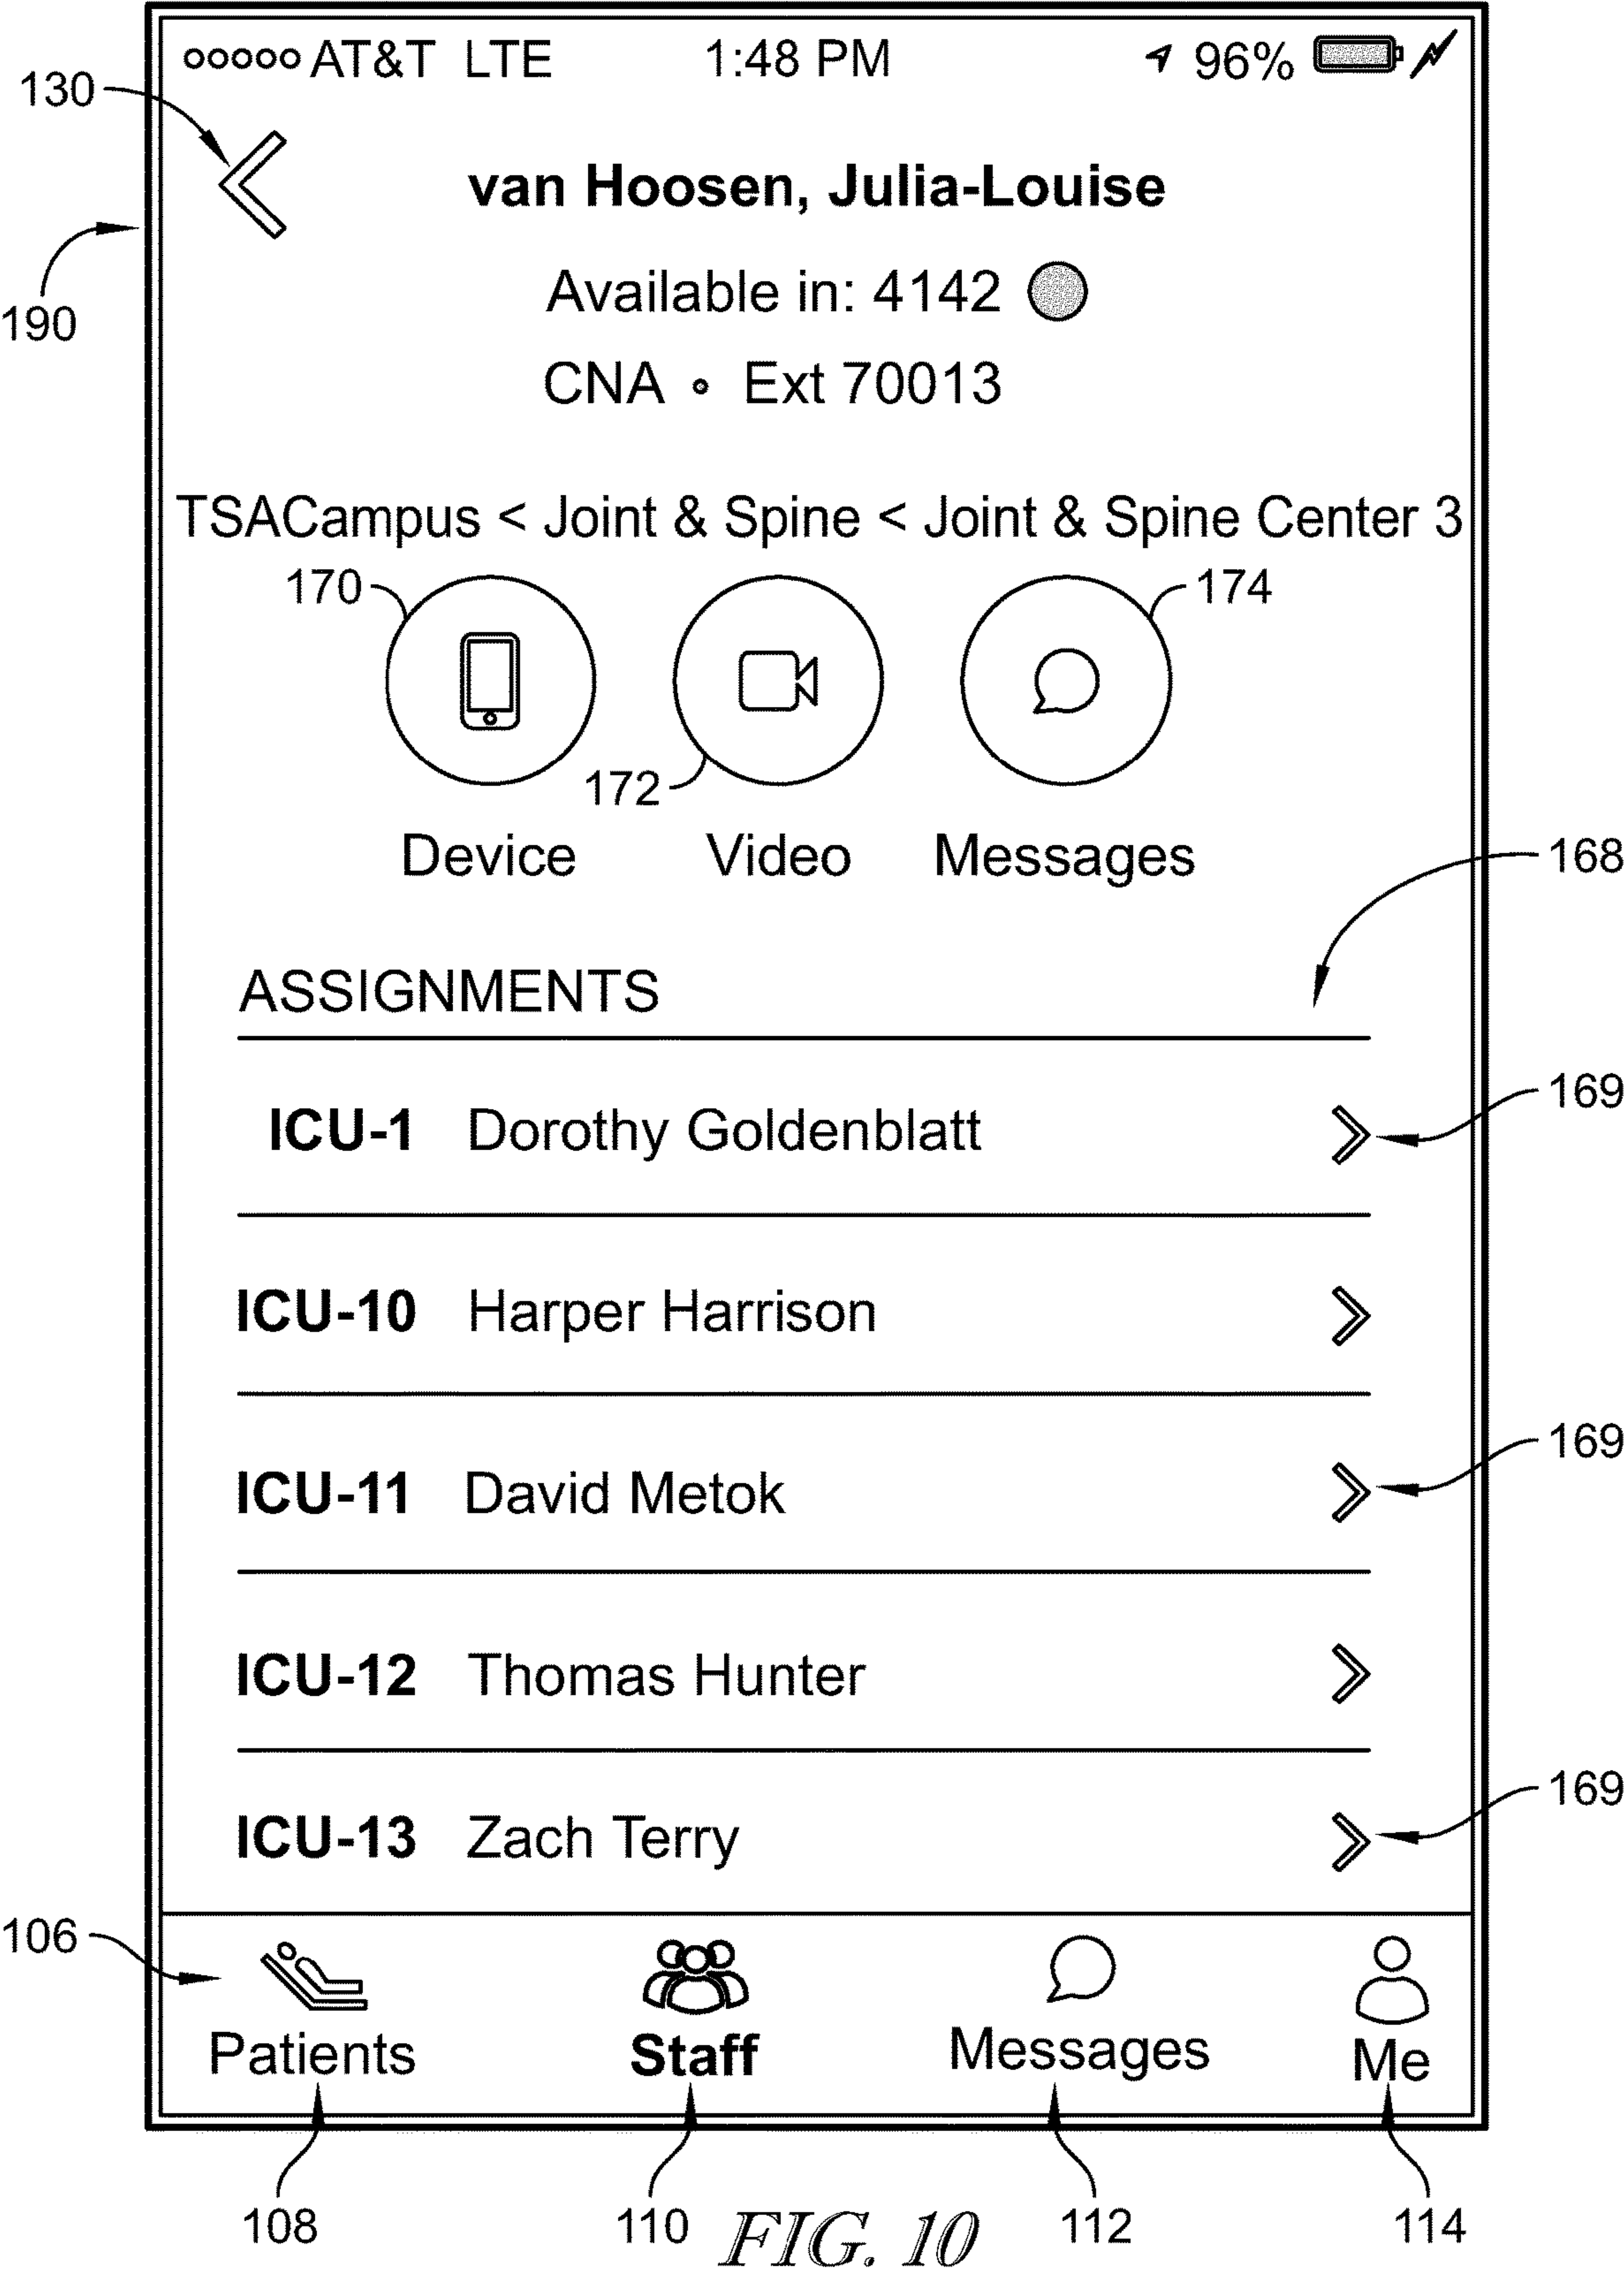 AT&T LTE 1:48 PM 96%
130
van Hoosen, Julia-Louise
190
Available in: 4142
CNA • Ext 70013
TSACampus < Joint & Spine < Joint & Spine Center 3
170 174
172
Device Video Messages
168
ASSIGNMENTS
ICU-1 Dorothy Goldenblatt
169
ICU-10 Harper Harrison
169
ICU-11 David Metok
ICU-12 Thomas Hunter
169
ICU-13 Zach Terry
106
Patients Staff Messages Me
108 110 112 114
FIG. 10